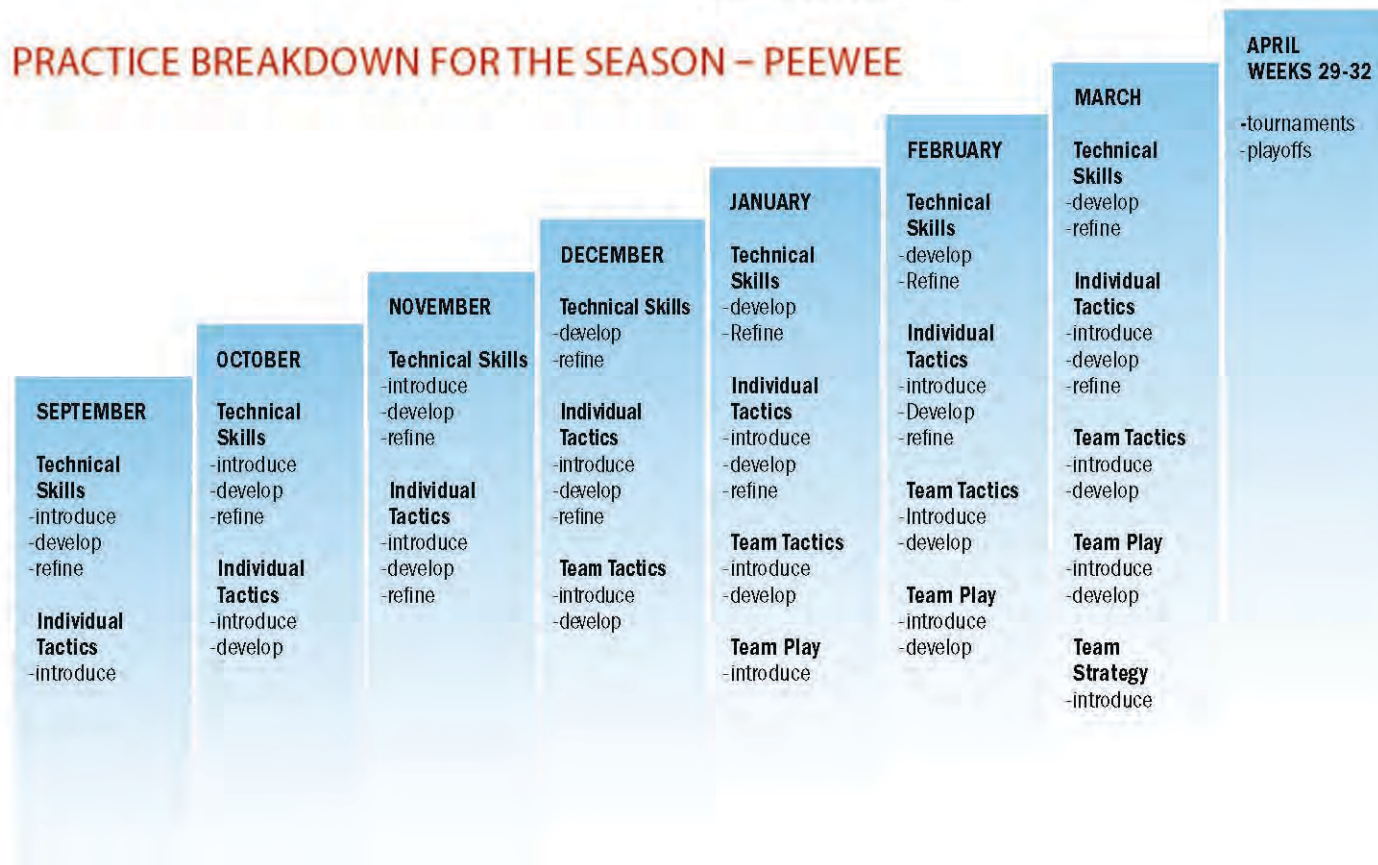 PRACTICE BREAKDOWN FOR THE SEASON – PEEWEE
SEPTEMBER
Technical
Skills
-introduce
-develop
-refine
Individual
Tactics
-introduce
OCTOBER
Technical
Skills
-introduce
-develop
-refine
Individual
Tactics
-introduce
-develop
NOVEMBER
Technical Skills
-introduce
-develop
-refine
Individual
Tactics
-introduce
-develop
-refine
DECEMBER
Technical Skills
-develop
-refine
Individual
Tactics
-introduce
-develop
-refine
Team Tactics
-introduce
-develop
JANUARY
Technical
Skills
-develop
-Refine
Individual
Tactics
-introduce
-develop
-refine
Team Tactics
-introduce
-develop
Team Play
-introduce
FEBRUARY
Technical
Skills
-develop
-Refine
Individual
Tactics
-introduce
-Develop
-refine
Team Tactics
-Introduce
-develop
Team Play
-introduce
-develop
MARCH
Technical
Skills
-develop
-refine
Individual
Tactics
-introduce
-develop
-refine
Team Tactics
-introduce
-develop
Team Play
-introduce
-develop
Team
Strategy
-introduce
APRIL
WEEKS 29-32
-tournaments
-playoffs